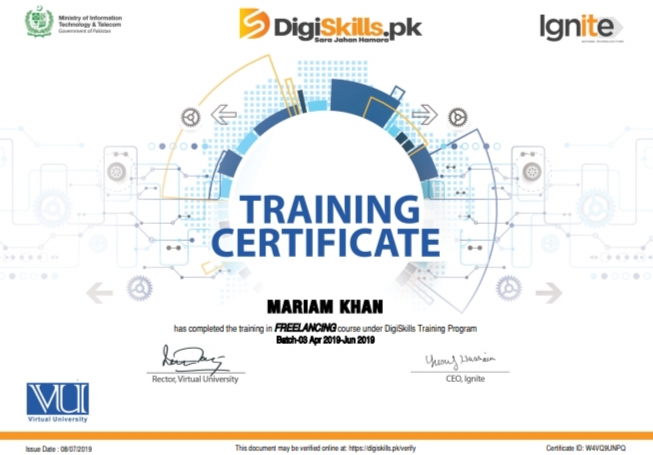 Ministry of Information
Technology & Telecom
Government of Pakistan
DigiSkills.pk
Sara Jahan Hamara
Ignite
TRAINING
CERTIFICATE
MARIAM KHAN
has completed the training in FREELANCING course under DigiSkills Training Program
Batch-03 Apr 2019-Jun 2019
Rector, Virtual University
CEO, Ignite
VU
Virtual University
Issue Date : 08/07/2019
This document may be verified online at: https://digiskills.pk/verify
Certificate ID: W4VQ9UNPQ